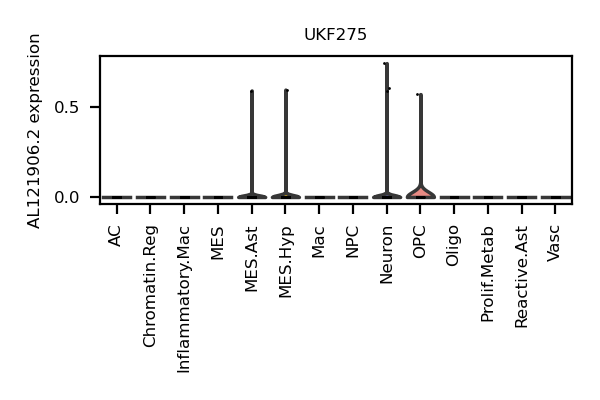 UKF275
AL121906.2 expression
0.5
0.0
AC
Chromatin.Reg
Inflammatory.Mac
MES
MES.Ast
MES.Hyp
Mac
NPC
Neuron
OPC
Oligo
Prolif.Metab
Reactive.Ast
Vasc